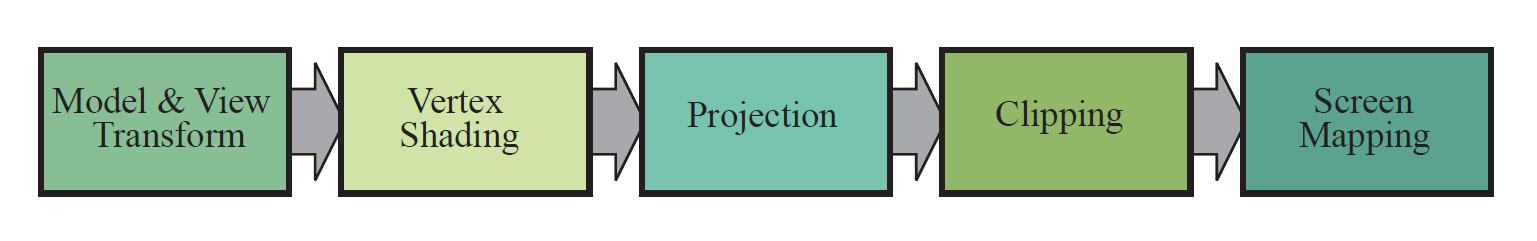 Model & View
Transform
Vertex
Shading
Projection
Clipping
Screen
Mapping